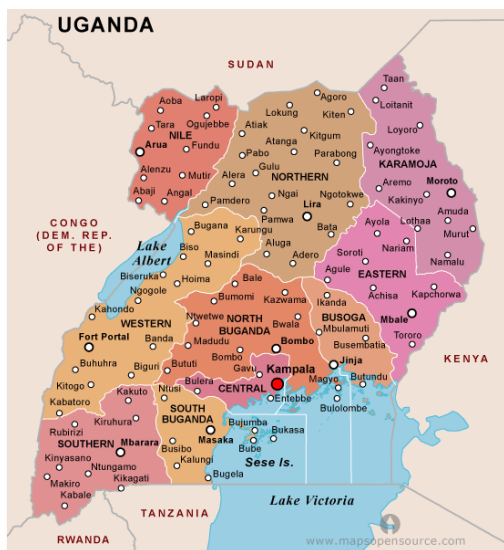 UGANDA
SUDAN
Taan
Loitanit
Laropi
Aoba
Agoro
Lokung
Kiten
Ogujebbe
Tara
NILE
Atiak
Kitgum
Loyoro
Arua
Fundu
Atanga
Ayongtoke
Pabo
Parabong
KARAMOJA
Alenzu
Mutir
Gulu
Alera
NORTHERN
Aremo
Moroto
Abaji
Angal
Ngai
Ngotokwe
Kakinyo
Pamdero
Lira
Amuda
CONGO
(DEM. REP.
OF THE)
Pamwa
Lothaa
Bugana
Karungu
Bata
Ayola
Murut
Lake
Albert
Biso
Aluga
Nariam
Masindi
Adero
Soroti
Namalu
Biseruka
Hoima
Bale
Agule
EASTERN
Ngogole
Bumomi
Kazwama
Ikanda
Achisa
Kapchorwa
Kahondo
WESTERN
Ntwetwe
NORTH
BUGANDA
BUSOGA
Mbale
Bwala
Mbulamuti
Fort Portal
Banda
Madudu
Bombo
Busembatia
Tororo
Bombo
KENYA
Buhuhra
Biguri
Bututi
Gavu
Kampala
Jinja
Kitogo
Bulera
CENTRAL
Magyo
Butundu
Kabatoro
Kakuto
Ntusi
Entebbe
Bulolombe
Kiruhura
SOUTH
BUGANDA
Rubirizi
Bujumba
Bukasa
SOUTHERN
Mbarara
Masaka
Bube
Kinyasano
Busibo
Ntungamo
Kalungi
Sese Is.
Makiro
Kikagati
Bugela
Kabale
Lake Victoria
TANZANIA
RWANDA
www.mapsopensource.com